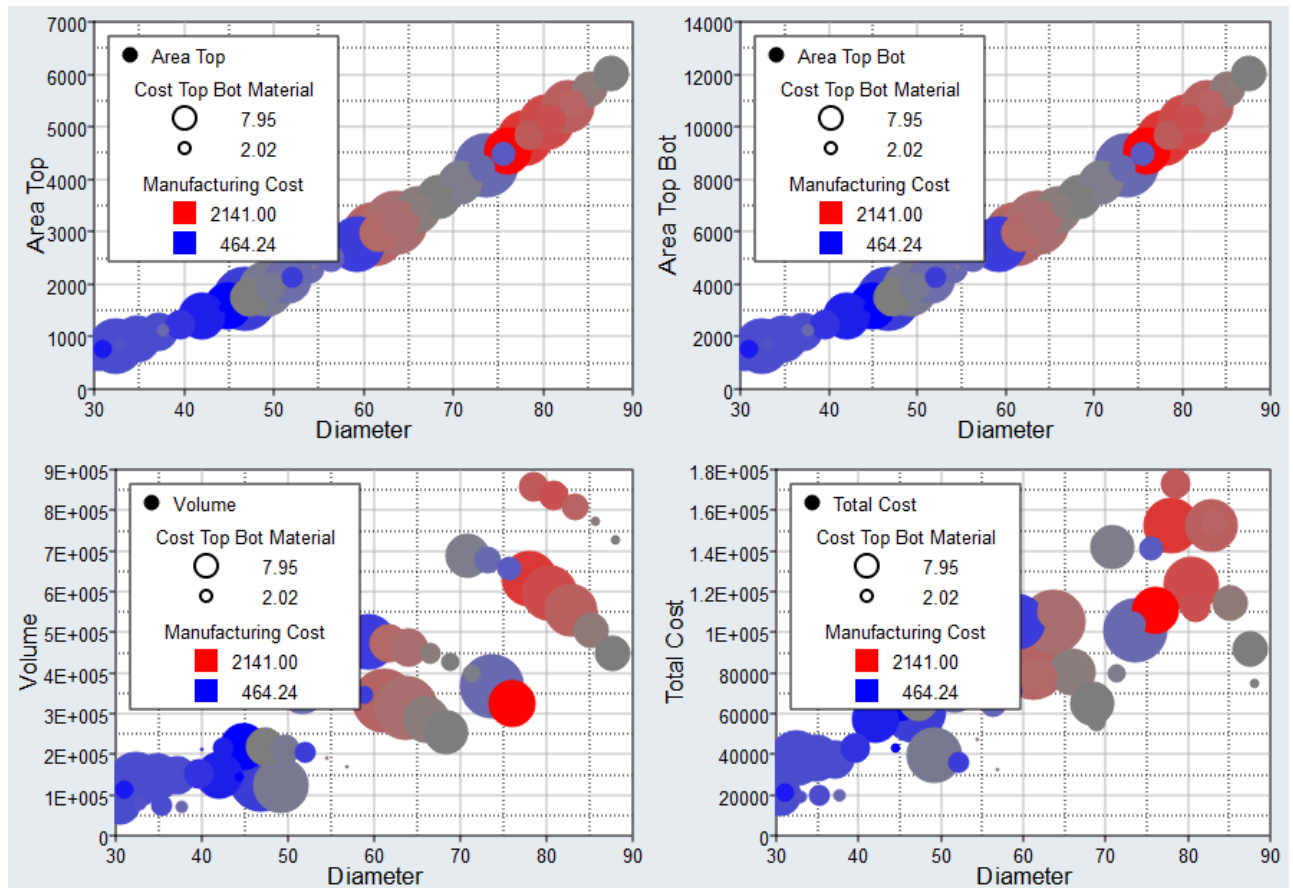 7000
6000
5000
4000
3000
2000
1000
0
Area Top
Area Top
Cost Top Bot Material
7.95
2.02
Manufacturing Cost
2141.00
464.24
30 40 50 60 70 80 90
Diameter
14000
12000
10000
8000
6000
4000
2000
0
Area Top Bot
Area Top Bot
Cost Top Bot Material
7.95
2.02
Manufacturing Cost
2141.00
464.24
30 40 50 60 70 80 90
Diameter
9E+005
8E+005
7E+005
6E+005
5E+005
4E+005
3E+005
2E+005
1E+005
0
Volume
Volume
Cost Top Bot Material
7.95
2.02
Manufacturing Cost
2141.00
464.24
30 40 50 60 70 80 90
Diameter
1.8E+005
1.6E+005
1.4E+005
1.2E+005
1E+005
80000
60000
40000
20000
0
Total Cost
Total Cost
Cost Top Bot Material
7.95
2.02
Manufacturing Cost
2141.00
464.24
30 40 50 60 70 80 90
Diameter